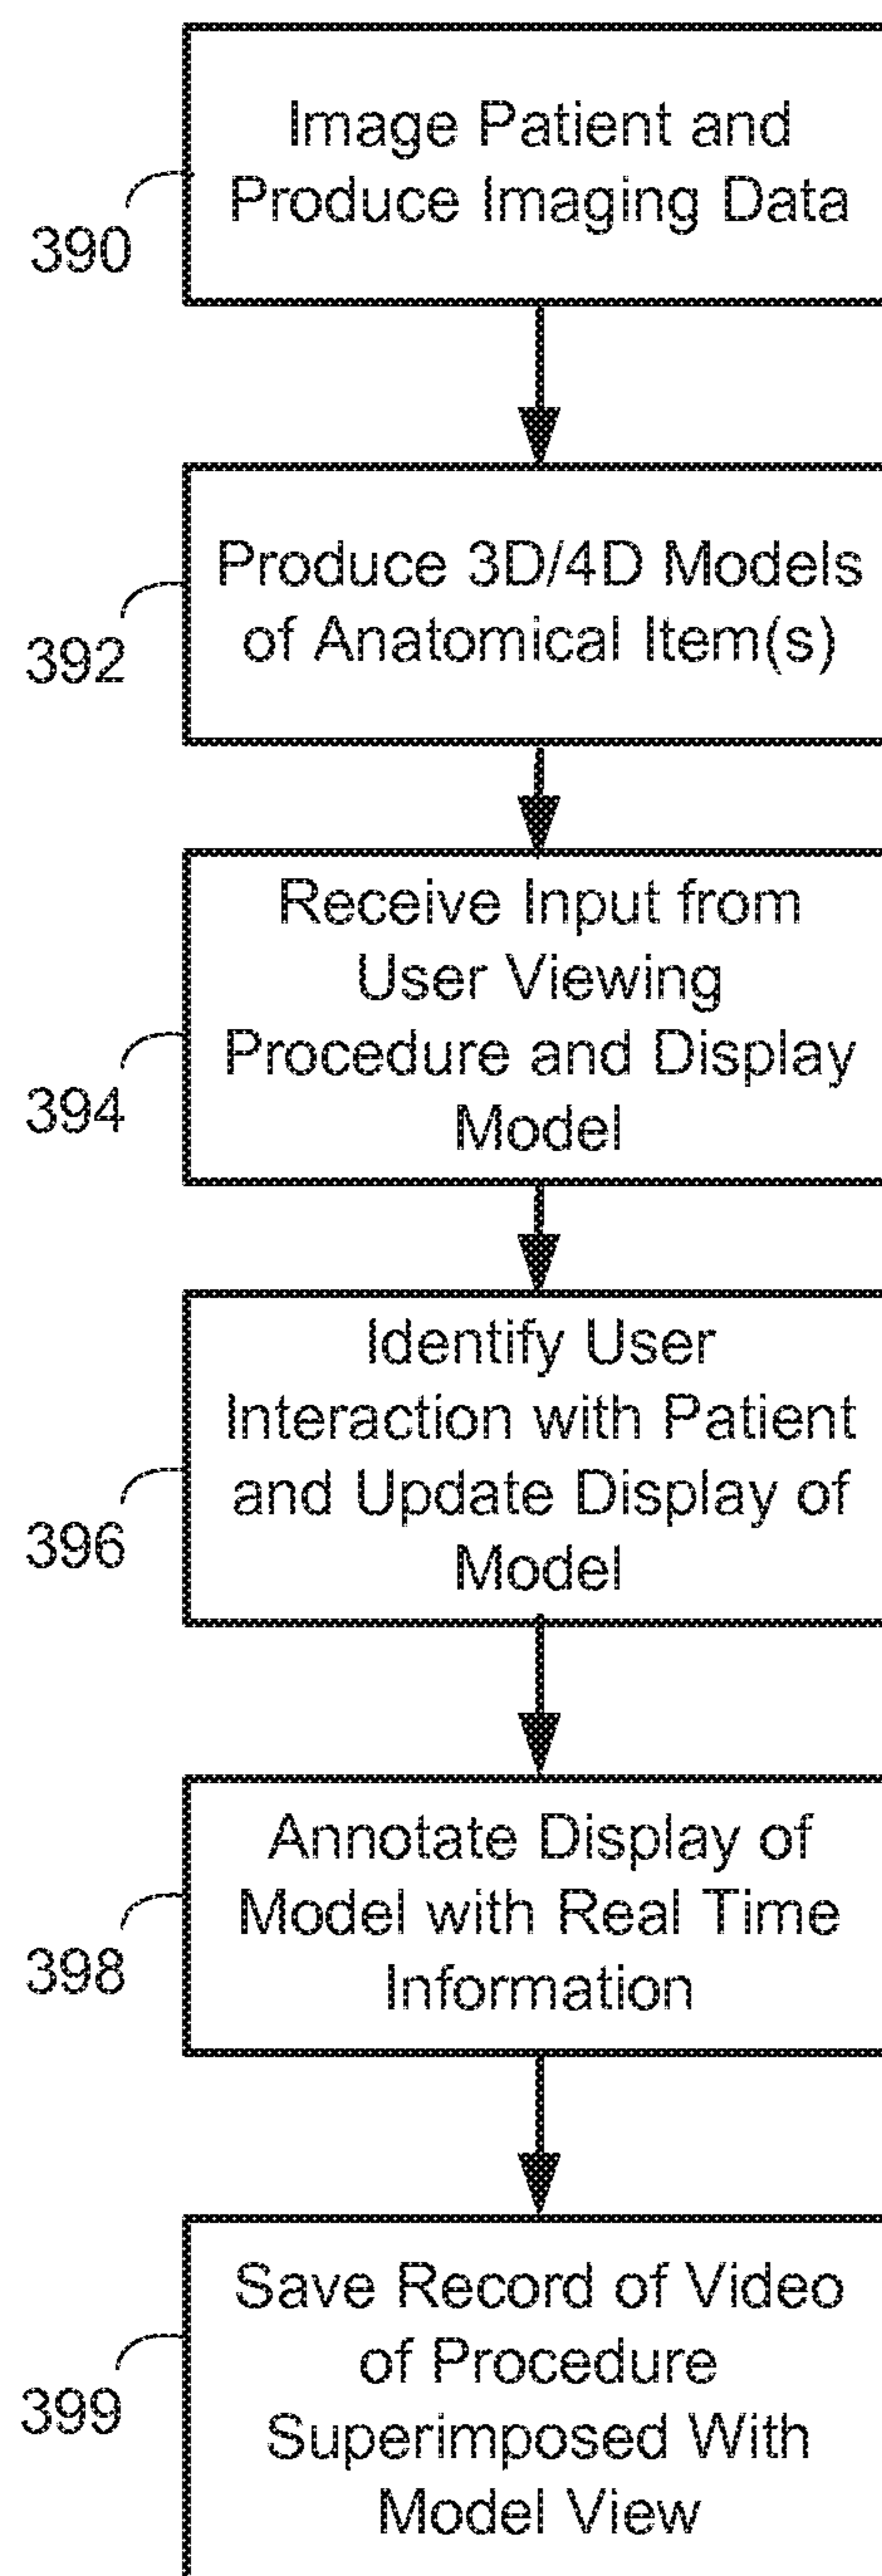 Image Patient and
Produce Imaging Data
390
Produce 3D/4D Models
of Anatomical Item(s)
392
Receive Input from
User Viewing
Procedure and Display
Model
394
Identify User
Interaction with Patient
and Update Display of
Model
396
Annotate Display of
Model with Real Time
Information
398
Save Record of Video
of Procedure
Superimposed With
Model View
399